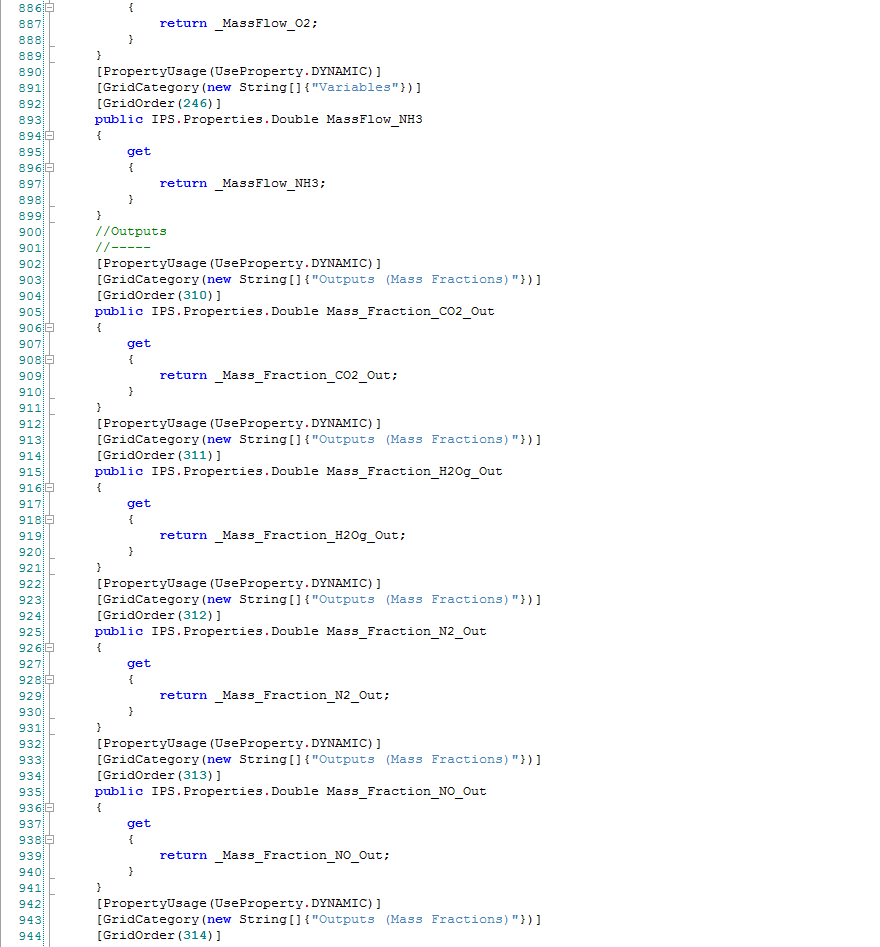 886 {
887 return _MassFlow_O2;
888 }
889 }
890 [PropertyUsage(UseProperty.DYNAMIC)]
891 [GridCategory(new String[]{"Variables"})]
892 [GridOrder(246)]
893 public IPS.Properties.Double MassFlow_NH3
894 {
895 get
896 {
897 return _MassFlow_NH3;
898 }
899 }
900 //Outputs
901 //-----
902 [PropertyUsage(UseProperty.DYNAMIC)]
903 [GridCategory(new String[]{"Outputs (Mass Fractions)"})]
904 [GridOrder(310)]
905 public IPS.Properties.Double Mass_Fraction_CO2_Out
906 {
907 get
908 {
909 return _Mass_Fraction_CO2_Out;
910 }
911 }
912 [PropertyUsage(UseProperty.DYNAMIC)]
913 [GridCategory(new String[]{"Outputs (Mass Fractions)"})]
914 [GridOrder(311)]
915 public IPS.Properties.Double Mass_Fraction_H2Og_Out
916 {
917 get
918 {
919 return _Mass_Fraction_H2Og_Out;
920 }
921 }
922 [PropertyUsage(UseProperty.DYNAMIC)]
923 [GridCategory(new String[]{"Outputs (Mass Fractions)"})]
924 [GridOrder(312)]
925 public IPS.Properties.Double Mass_Fraction_N2_Out
926 {
927 get
928 {
929 return _Mass_Fraction_N2_Out;
930 }
931 }
932 [PropertyUsage(UseProperty.DYNAMIC)]
933 [GridCategory(new String[]{"Outputs (Mass Fractions)"})]
934 [GridOrder(313)]
935 public IPS.Properties.Double Mass_Fraction_NO_Out
936 {
937 get
938 {
939 return _Mass_Fraction_NO_Out;
940 }
941 }
942 [PropertyUsage(UseProperty.DYNAMIC)]
943 [GridCategory(new String[]{"Outputs (Mass Fractions)"})]
944 [GridOrder(314)]